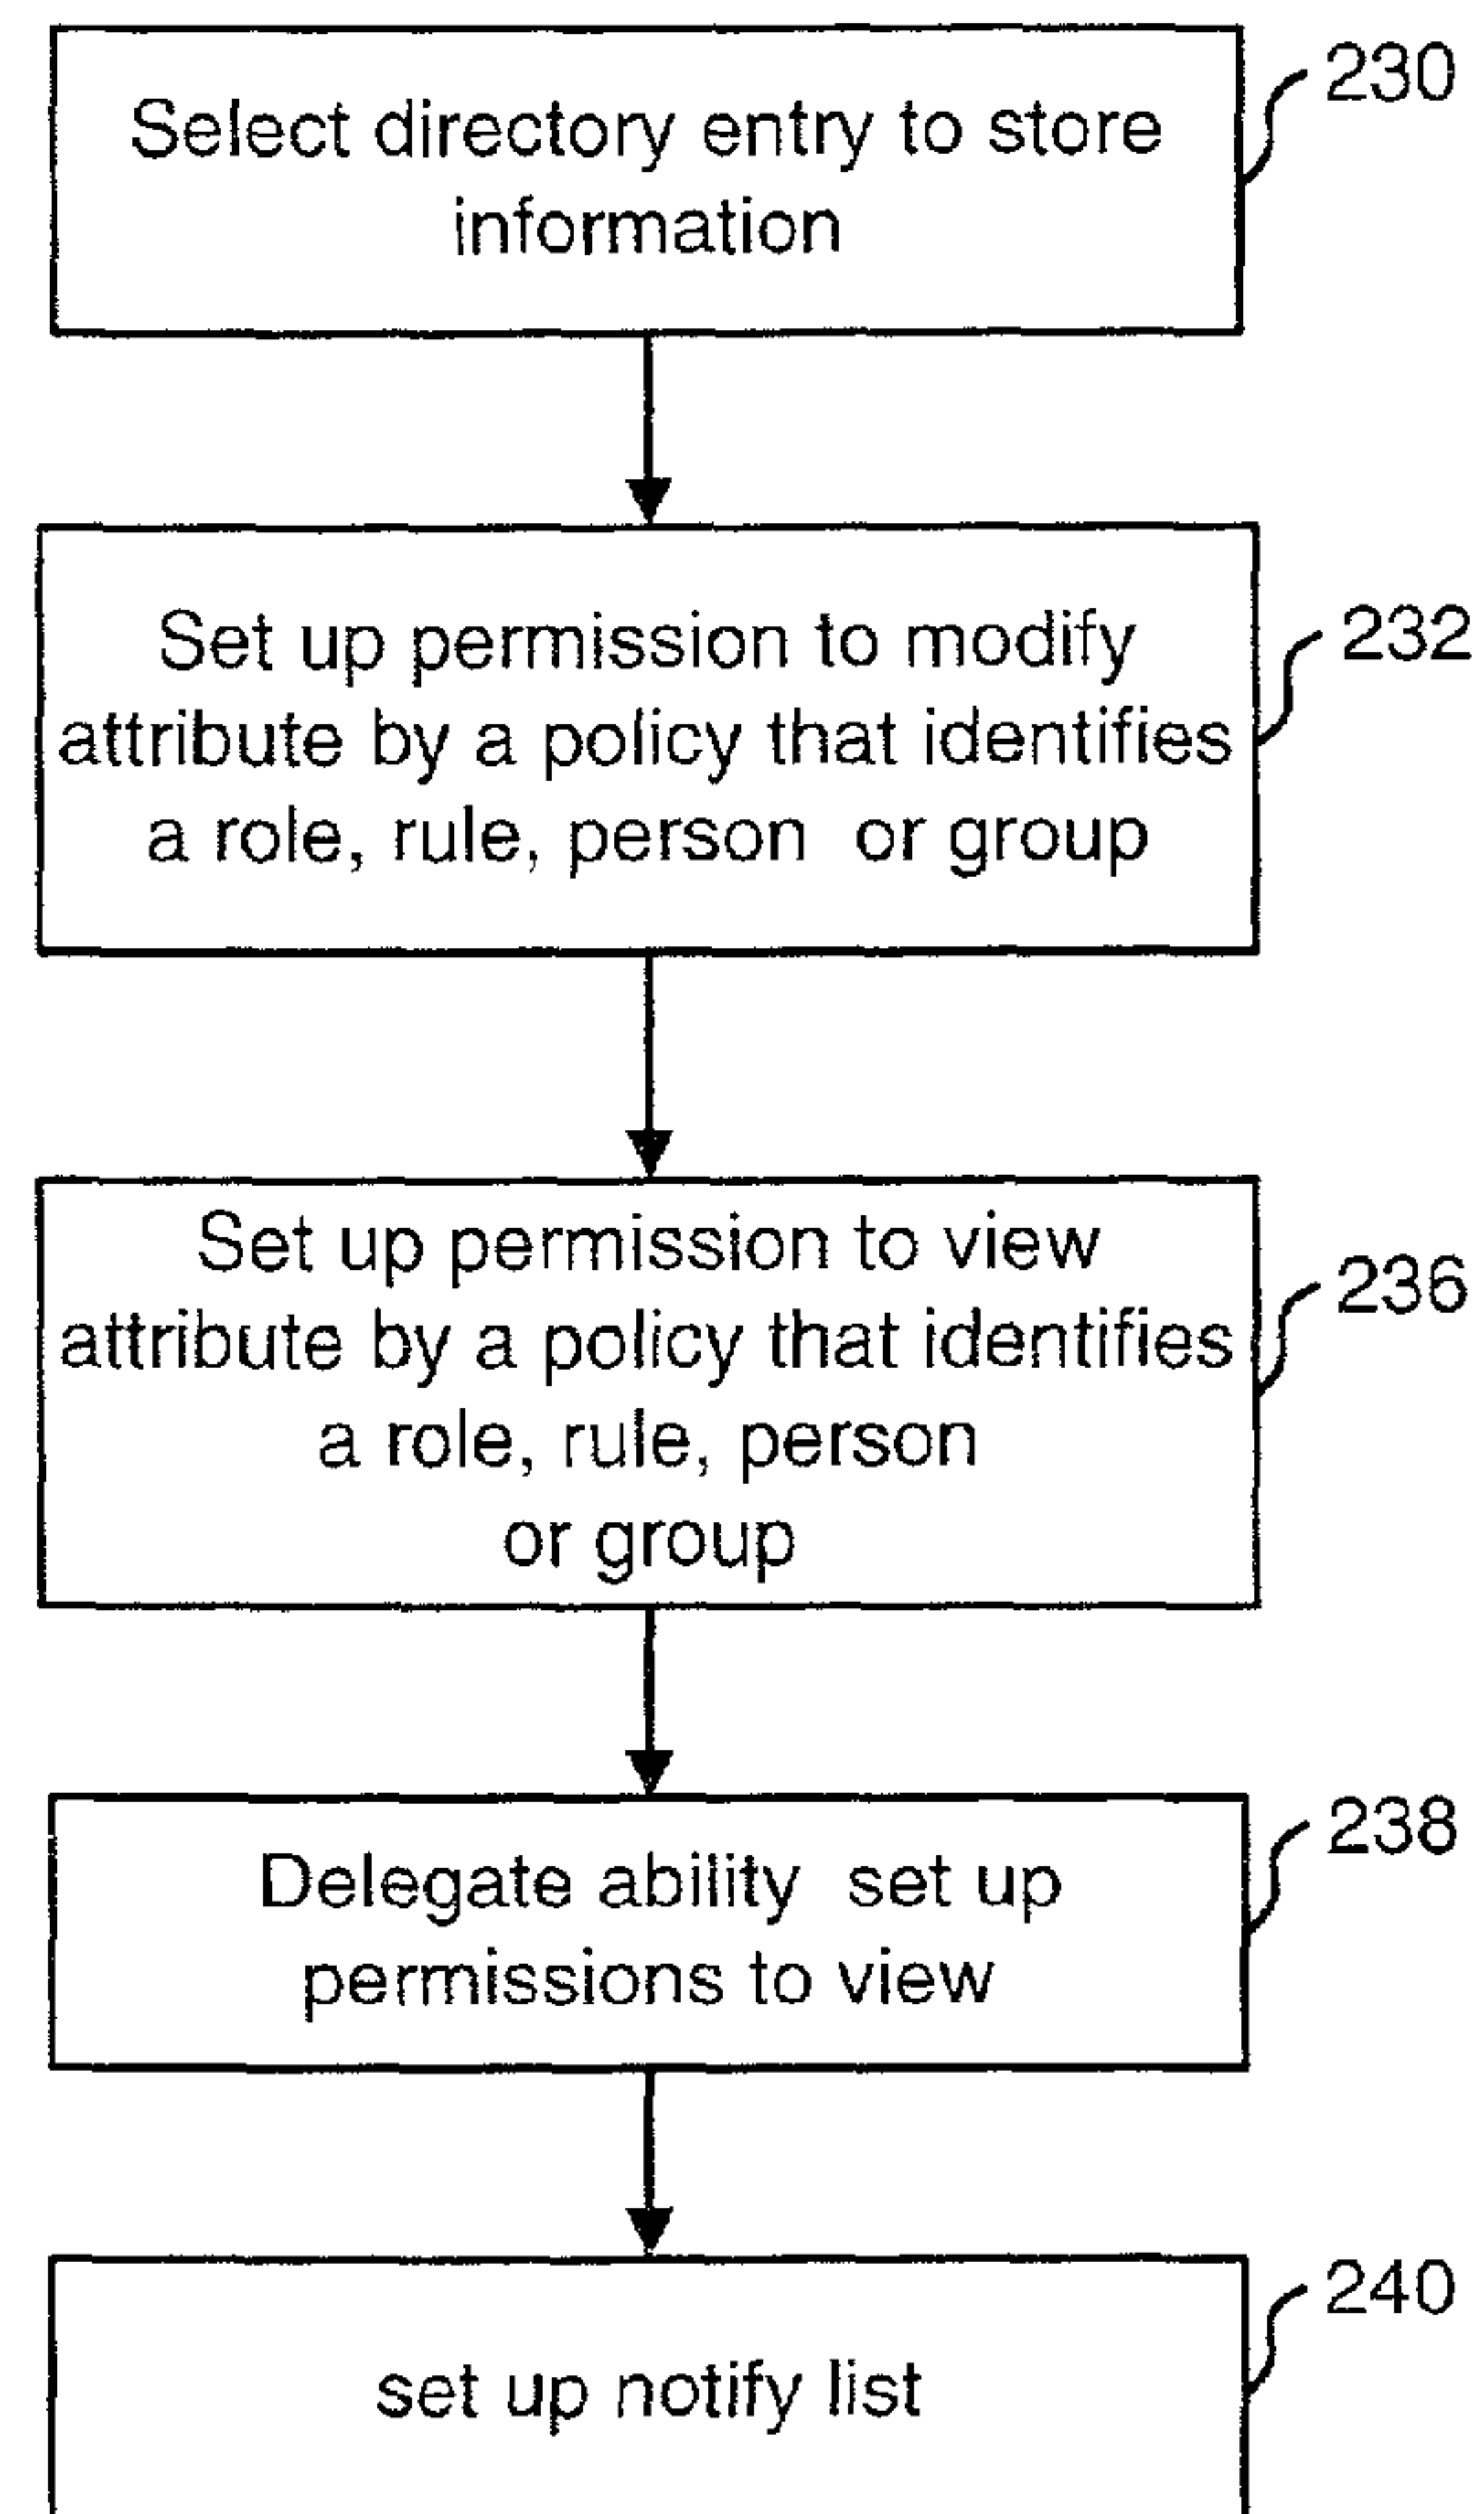 Select directory entry to store
information
230
Set up permission to modify
attribute by a policy that identifies
a role, rule, person or group
232
Set up permission to view
attribute by a policy that identifies
a role, rule, person
or group
236
Delegate ability set up
permissions to view
238
set up notify list
240